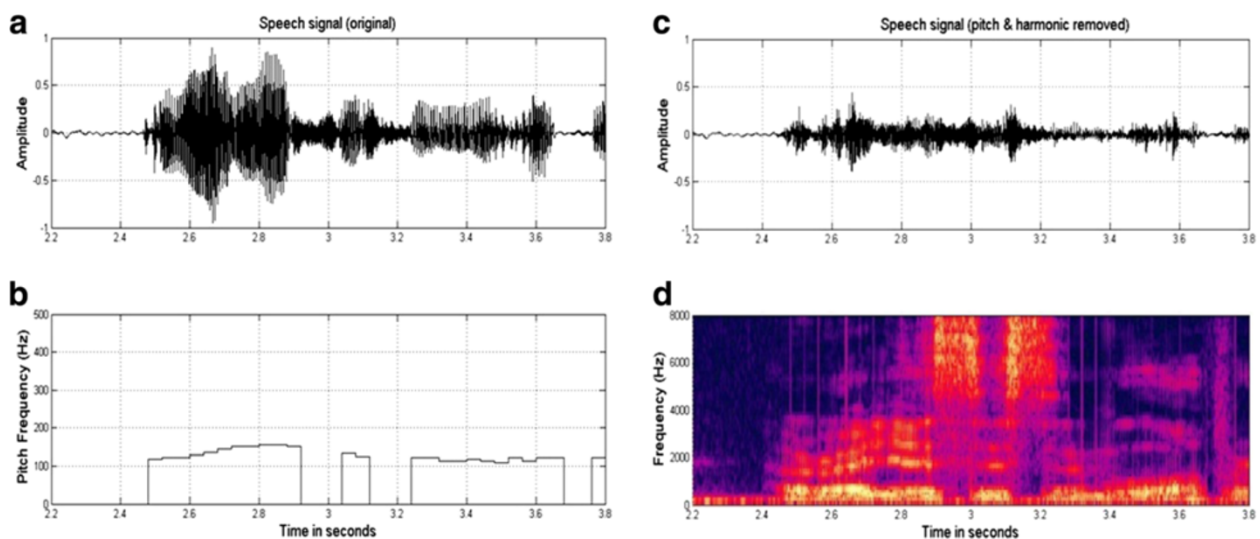 a
Speech signal (original)
Amplitude
1
0.5
0
-0.5
-1
2.2 2.4 2.6 2.8 3 3.2 3.4 3.6 3.8
b
Pitch Frequency (Hz)
500
400
300
200
100
0
2.2 2.4 2.6 2.8 3 3.2 3.4 3.6 3.8
Time in seconds
c
Speech signal (pitch & harmonic removed)
Amplitude
1
0.5
0
-0.5
-1
2.2 2.4 2.6 2.8 3 3.2 3.4 3.6 3.8
d
Frequency (Hz)
8000
6000
4000
2000
0
2.2 2.4 2.6 2.8 3 3.2 3.4 3.6 3.8
Time in seconds